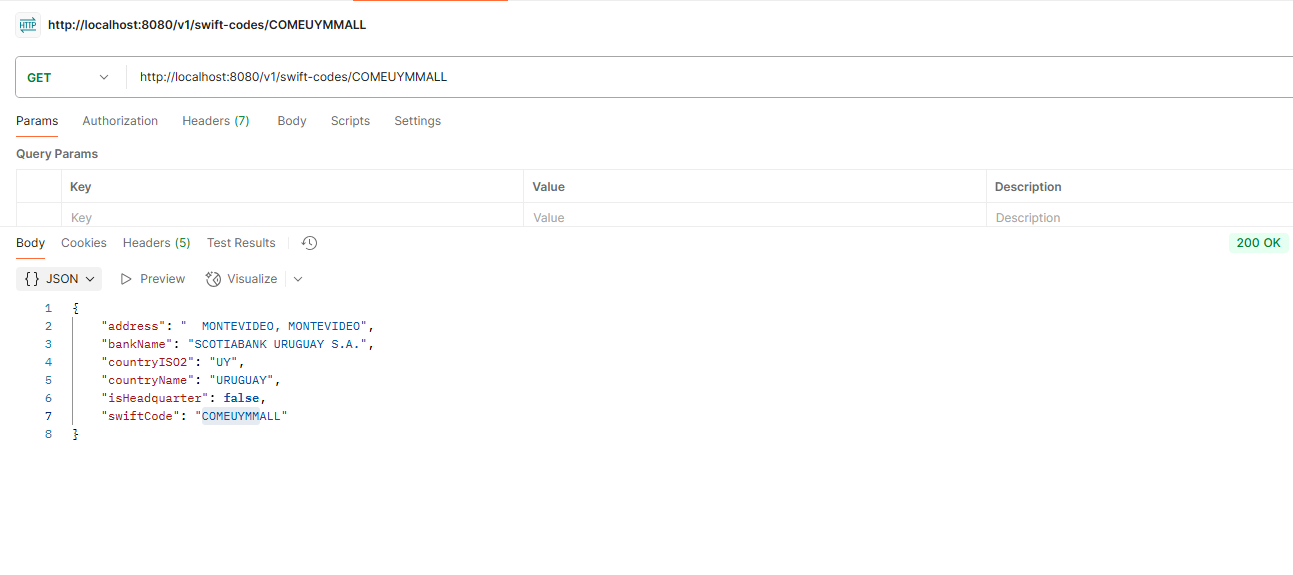 HTTP http://localhost:8080/v1/swift-codes/COMEUYMMALL
GET http://localhost:8080/v1/swift-codes/COMEUYMMALL
Params Authorization Headers (7) Body Scripts Settings
Query Params
Key Value Description
Key Value Description
Body Cookies Headers (5) Test Results 200 OK
{} JSON Preview Visualize
1 {
2 "address": "  MONTEVIDEO, MONTEVIDEO",
3 "bankName": "SCOTIABANK URUGUAY S.A.",
4 "countryISO2": "UY",
5 "countryName": "URUGUAY",
6 "isHeadquarter": false,
7 "swiftCode": "COMEUYMMALL"
8 }